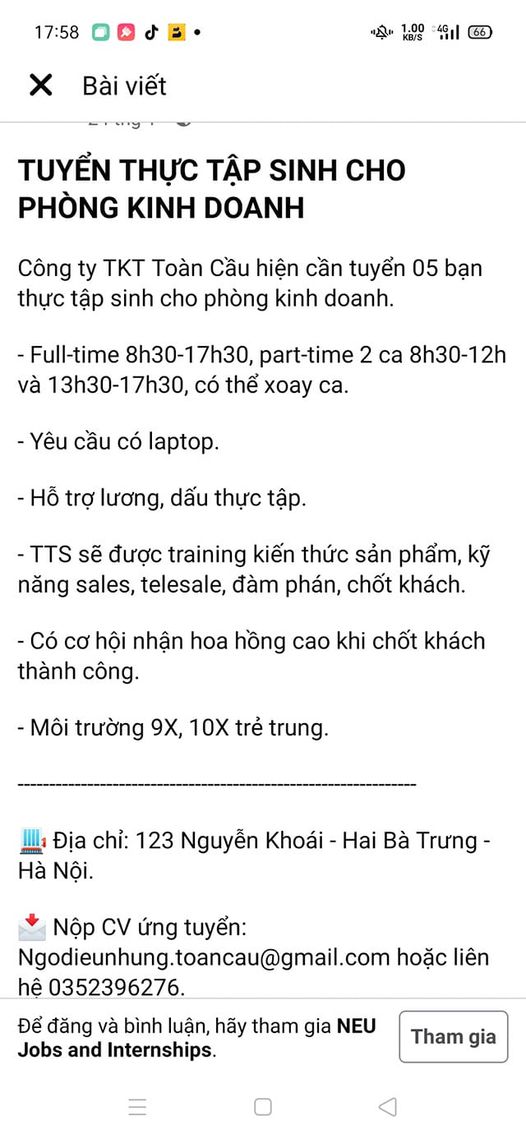 17:58
1.00
KB/S
4G
66
Bài viết
TUYỂN THỰC TẬP SINH CHO
PHÒNG KINH DOANH
Công ty TKT Toàn Cầu hiện cần tuyển 05 bạn
thực tập sinh cho phòng kinh doanh.
- Full-time 8h30-17h30, part-time 2 ca 8h30-12h
và 13h30-17h30, có thể xoay ca.
- Yêu cầu có laptop.
- Hỗ trợ lương, dấu thực tập.
- TTS sẽ được training kiến thức sản phẩm, kỹ
năng sales, telesale, đàm phán, chốt khách.
- Có cơ hội nhận hoa hồng cao khi chốt khách
thành công.
- Môi trường 9X, 10X trẻ trung.
---------------------------------------------------------------
Địa chỉ: 123 Nguyễn Khoái - Hai Bà Trưng -
Hà Nội.
Nộp CV ứng tuyển:
Ngodieunhung.toancau@gmail.com hoặc liên
hệ 0352396276.
Để đăng và bình luận, hãy tham gia NEU
Jobs and Internships.
Tham gia